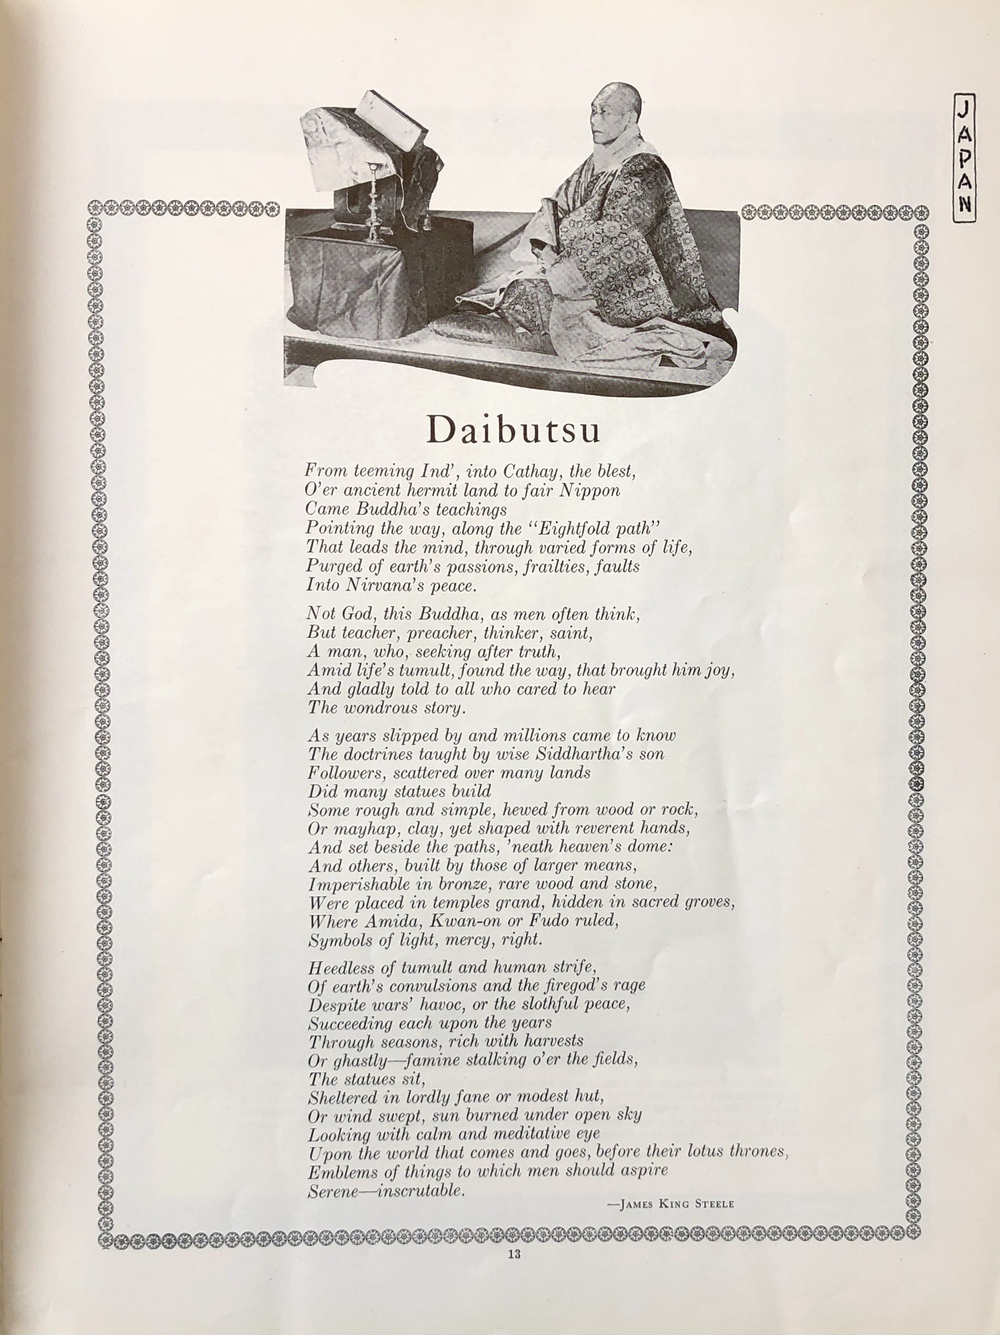 JAPAN
Daibutsu
From teeming Ind', into Cathay, the blest,
O'er ancient hermit land to fair Nippon
Came Buddha's teachings
Pointing the way, along the “Eightfold path”
That leads the mind, through varied forms of life,
Purged of earth's passions, frailties, faults
Into Nirvana's peace.
Not God, this Buddha, as men often think,
But teacher, preacher, thinker, saint,
A man, who, seeking after truth,
Amid life's tumult, found the way, that brought him joy,
And gladly told to all who cared to hear
The wondrous story.
As years slipped by and millions came to know
The doctrines taught by wise Siddhartha's son
Followers, scattered over many lands
Did many statues build
Some rough and simple, hewed from wood or rock,
Or mayhap, clay, yet shaped with reverent hands,
And set beside the paths, 'neath heaven's dome:
And others, built by those of larger means,
Imperishable in bronze, rare wood and stone,
Were placed in temples grand, hidden in sacred groves,
Where Amida, Kwan-on or Fudo ruled,
Symbols of light, mercy, right.
Heedless of tumult and human strife,
Of earth's convulsions and the firegod's rage
Despite wars' havoc, or the slothful peace,
Succeeding each upon the years
Through seasons, rich with harvests
Or ghastly—famine stalking o'er the fields,
The statues sit,
Sheltered in lordly fane or modest hut,
Or wind swept, sun burned under open sky
Looking with calm and meditative eye
Upon the world that comes and goes, before their lotus thrones,
Emblems of things to which men should aspire
Serene—inscrutable.
—James King Steele
13